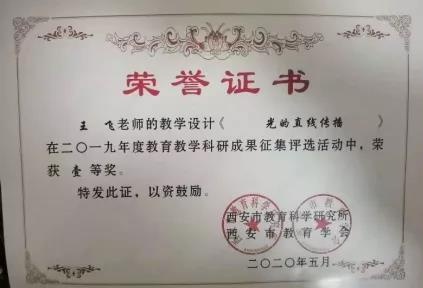 荣誉证书
王 飞老师的教学设计《 光的直线传播 》
在二〇一九年度教育教学科研成果征集评选活动中，荣
获 壹 等奖。
特发此证，以资鼓励。
西安市教育科学研究所
西安市教育学会
二〇二〇年五月